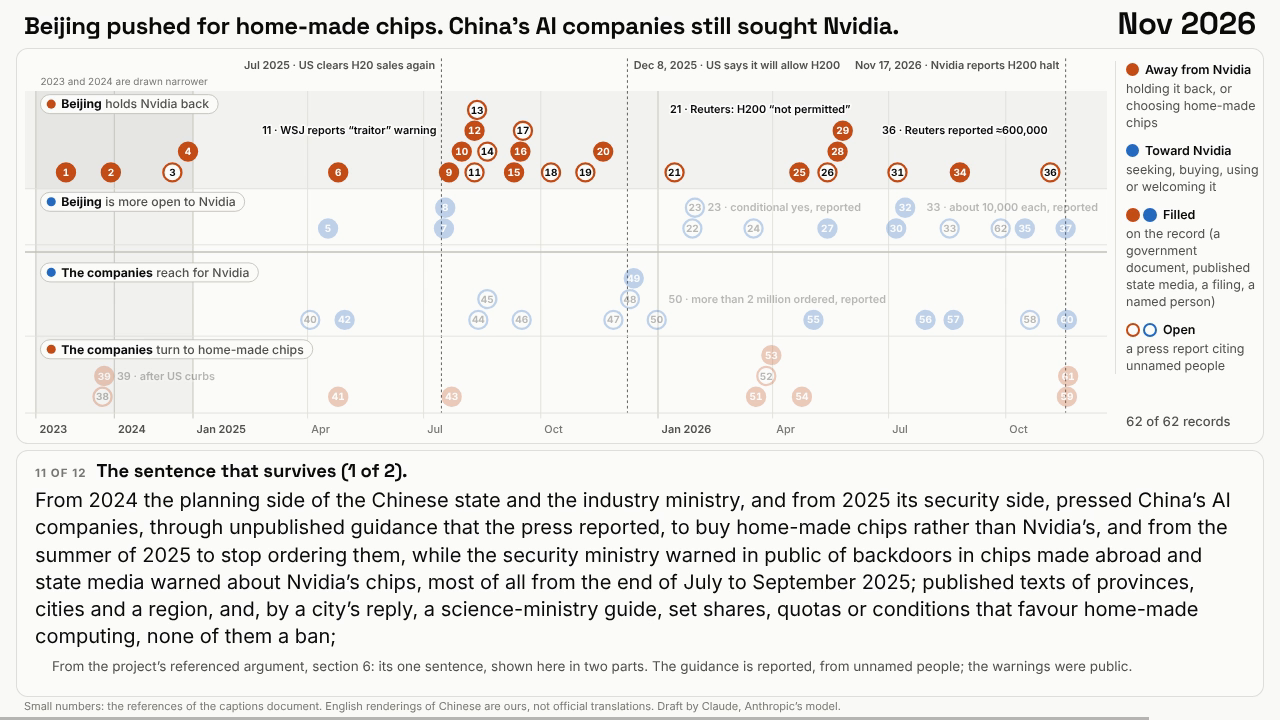 Beijing pushed for home-made chips. China's AI companies still sought Nvidia.
Nov 2026
Jul 2025 · US clears H20 sales again
Dec 8, 2025 · US says it will allow H200
Nov 17, 2026 · Nvidia reports H200 halt
2023 and 2024 are drawn narrower
Beijing holds Nvidia back
13
21 · Reuters: H200 “not permitted”
11 · WSJ reports “traitor” warning
12
17
29
36 · Reuters reported ≈600,000
4
10
14
16
20
28
1
2
3
6
9
11
15
18
19
21
25
26
31
34
36
Beijing is more open to Nvidia
8
23
23 · conditional yes, reported
32
33 · about 10,000 each, reported
5
7
22
24
27
30
33
62
35
37
The companies reach for Nvidia
49
45
48
50 · more than 2 million ordered, reported
40
42
44
46
47
50
55
56
57
58
60
The companies turn to home-made chips
53
39
39 · after US curbs
52
61
38
41
43
51
54
59
2023
2024
Jan 2025
Apr
Jul
Oct
Jan 2026
Apr
Jul
Oct
Away from Nvidia
holding it back, or
choosing home-made
chips
Toward Nvidia
seeking, buying, using
or welcoming it
Filled
on the record (a
government
document, published
state media, a filing, a
named person)
Open
a press report citing
unnamed people
62 of 62 records
11 OF 12 The sentence that survives (1 of 2).
From 2024 the planning side of the Chinese state and the industry ministry, and from 2025 its security side, pressed China's AI
companies, through unpublished guidance that the press reported, to buy home-made chips rather than Nvidia's, and from the
summer of 2025 to stop ordering them, while the security ministry warned in public of backdoors in chips made abroad and
state media warned about Nvidia's chips, most of all from the end of July to September 2025; published texts of provinces,
cities and a region, and, by a city's reply, a science-ministry guide, set shares, quotas or conditions that favour home-made
computing, none of them a ban;
From the project's referenced argument, section 6: its one sentence, shown here in two parts. The guidance is reported, from unnamed people; the warnings were public.
Small numbers: the references of the captions document. English renderings of Chinese are ours, not official translations. Draft by Claude, Anthropic's model.